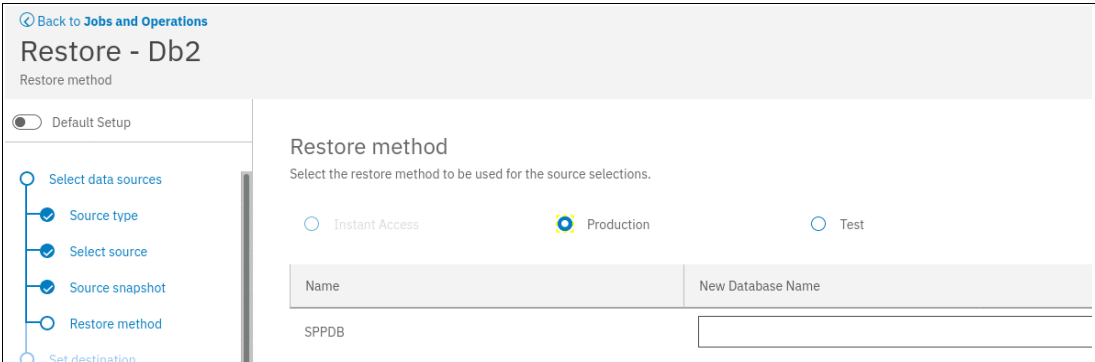 Back to Jobs and Operations
Restore - Db2
Restore method
Default Setup
Select data sources
Source type
Select source
Source snapshot
Restore method
Set destination
Restore method
Select the restore method to be used for the source selections.
Instant Access Production Test
Name New Database Name
SPPDB